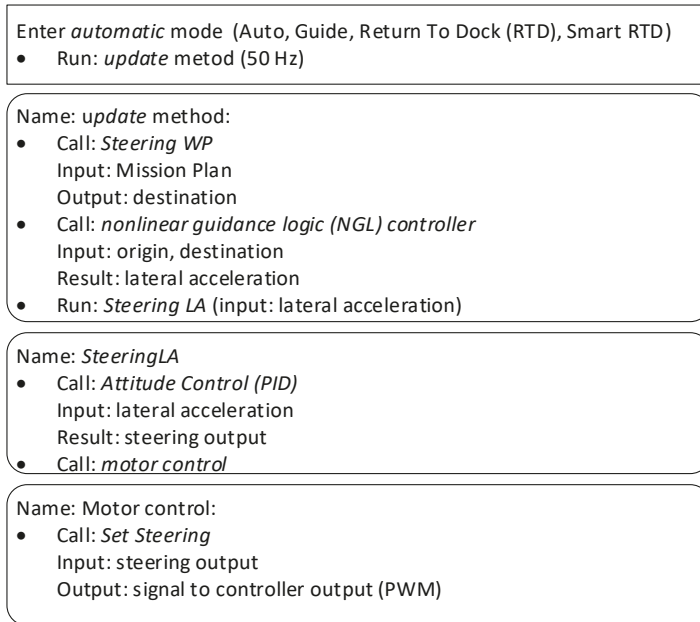 Enter automatic mode (Auto, Guide, Return To Dock (RTD), Smart RTD)
• Run: update metod (50 Hz)
Name: update method:
• Call: Steering WP
Input: Mission Plan
Output: destination
• Call: nonlinear guidance logic (NGL) controller
Input: origin, destination
Result: lateral acceleration
• Run: Steering LA (input: lateral acceleration)
Name: SteeringLA
• Call: Attitude Control (PID)
Input: lateral acceleration
Result: steering output
• Call: motor control
Name: Motor control:
• Call: Set Steering
Input: steering output
Output: signal to controller output (PWM)